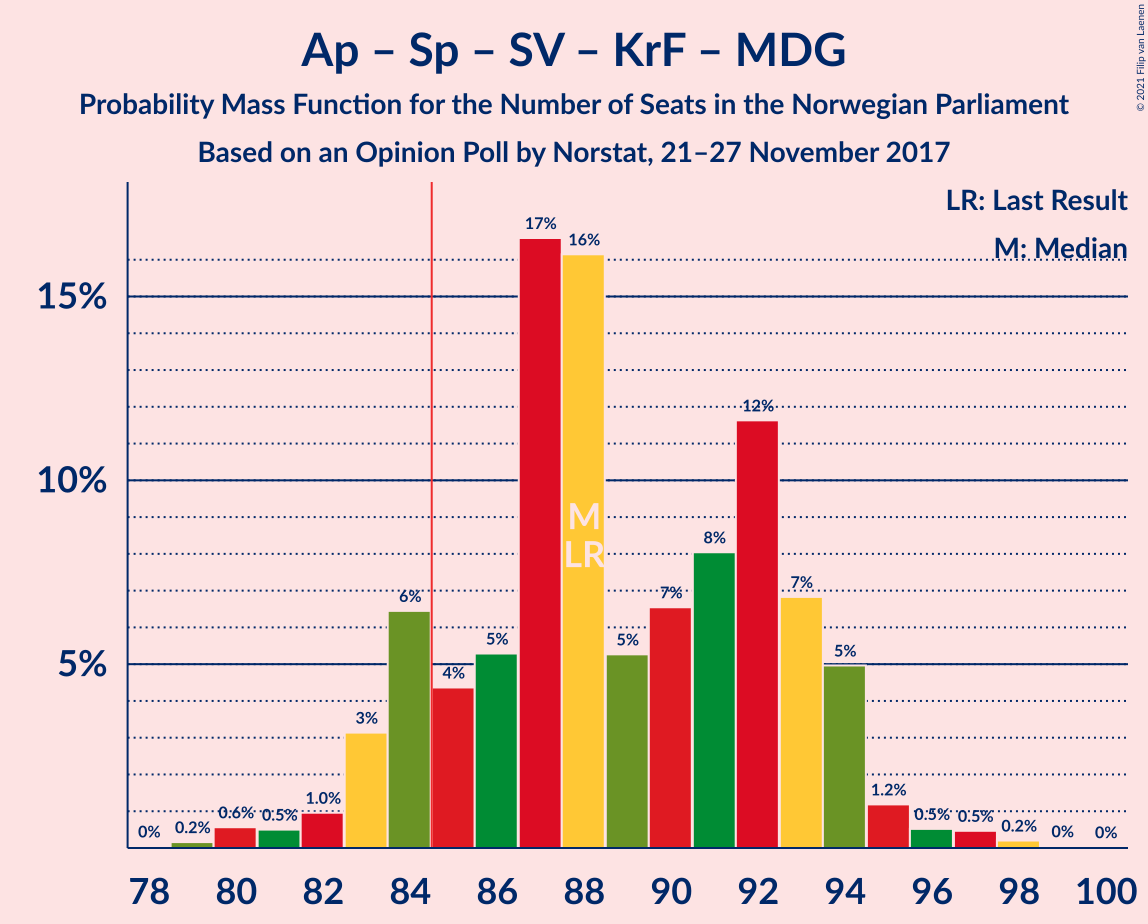 Ap – Sp – SV – KrF – MDG
Probability Mass Function for the Number of Seats in the Norwegian Parliament
Based on an Opinion Poll by Norstat, 21–27 November 2017
© 2021 Filip van Laenen
LR: Last Result
M: Median
15%
10%
5%
0%
0.2%
0.6%
0.5%
1.0%
3%
6%
4%
5%
17%
16%
5%
7%
8%
12%
7%
5%
1.2%
0.5%
0.5%
0.2%
0%
0%
M
LR
78 80 82 84 86 88 90 92 94 96 98 100